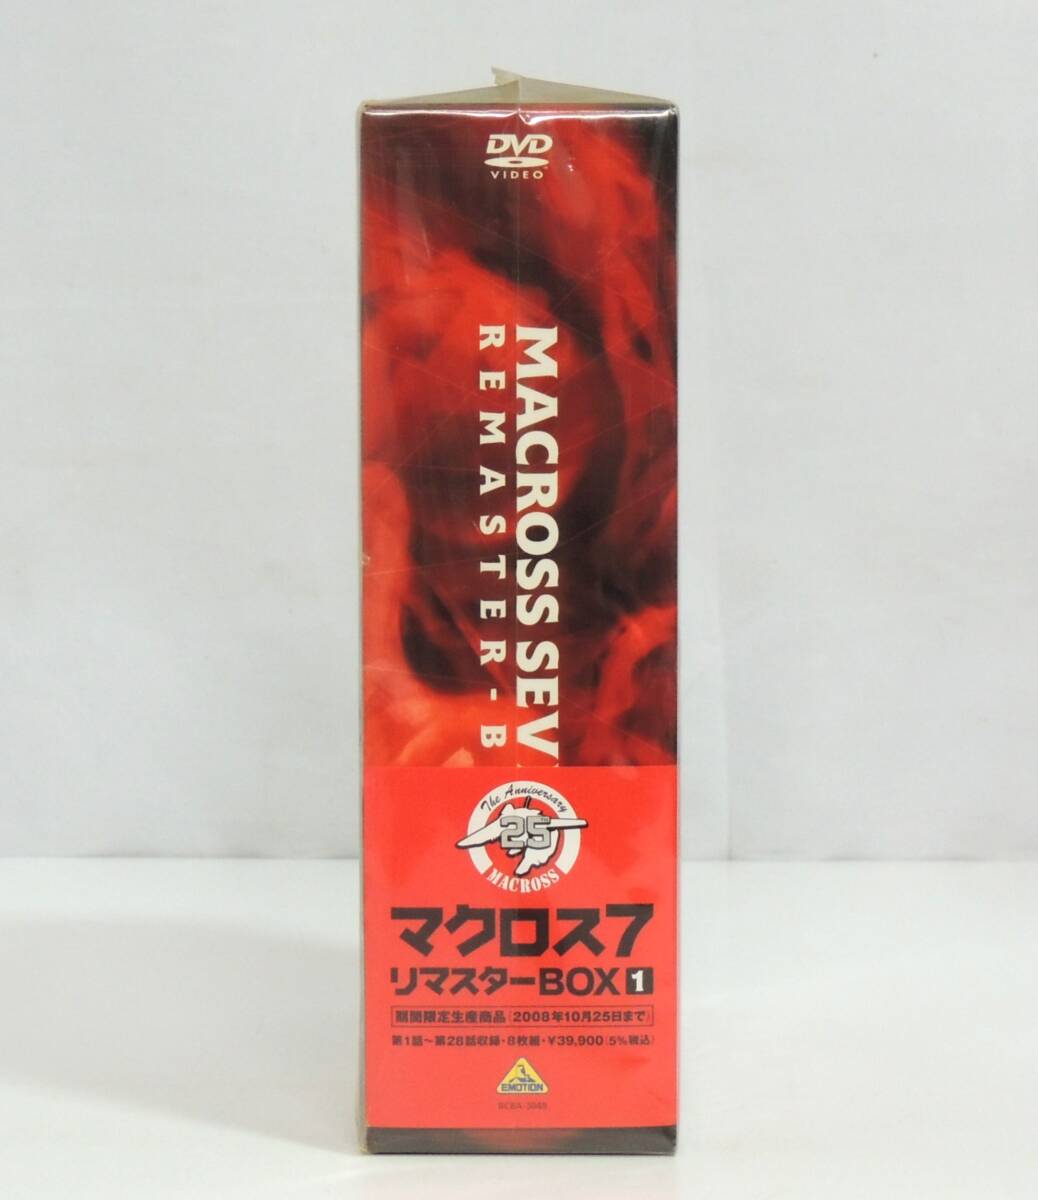 DVD
VIDEO
MACROSS SEV
REMASTER-B
The Anniversary
25TH
MACROSS
マクロス7
リマスターBOX 1
期間限定生産商品(2008年10月25日まで)
第1話～第28話収録・8枚組・¥39,900(5%税込)
EMOTION